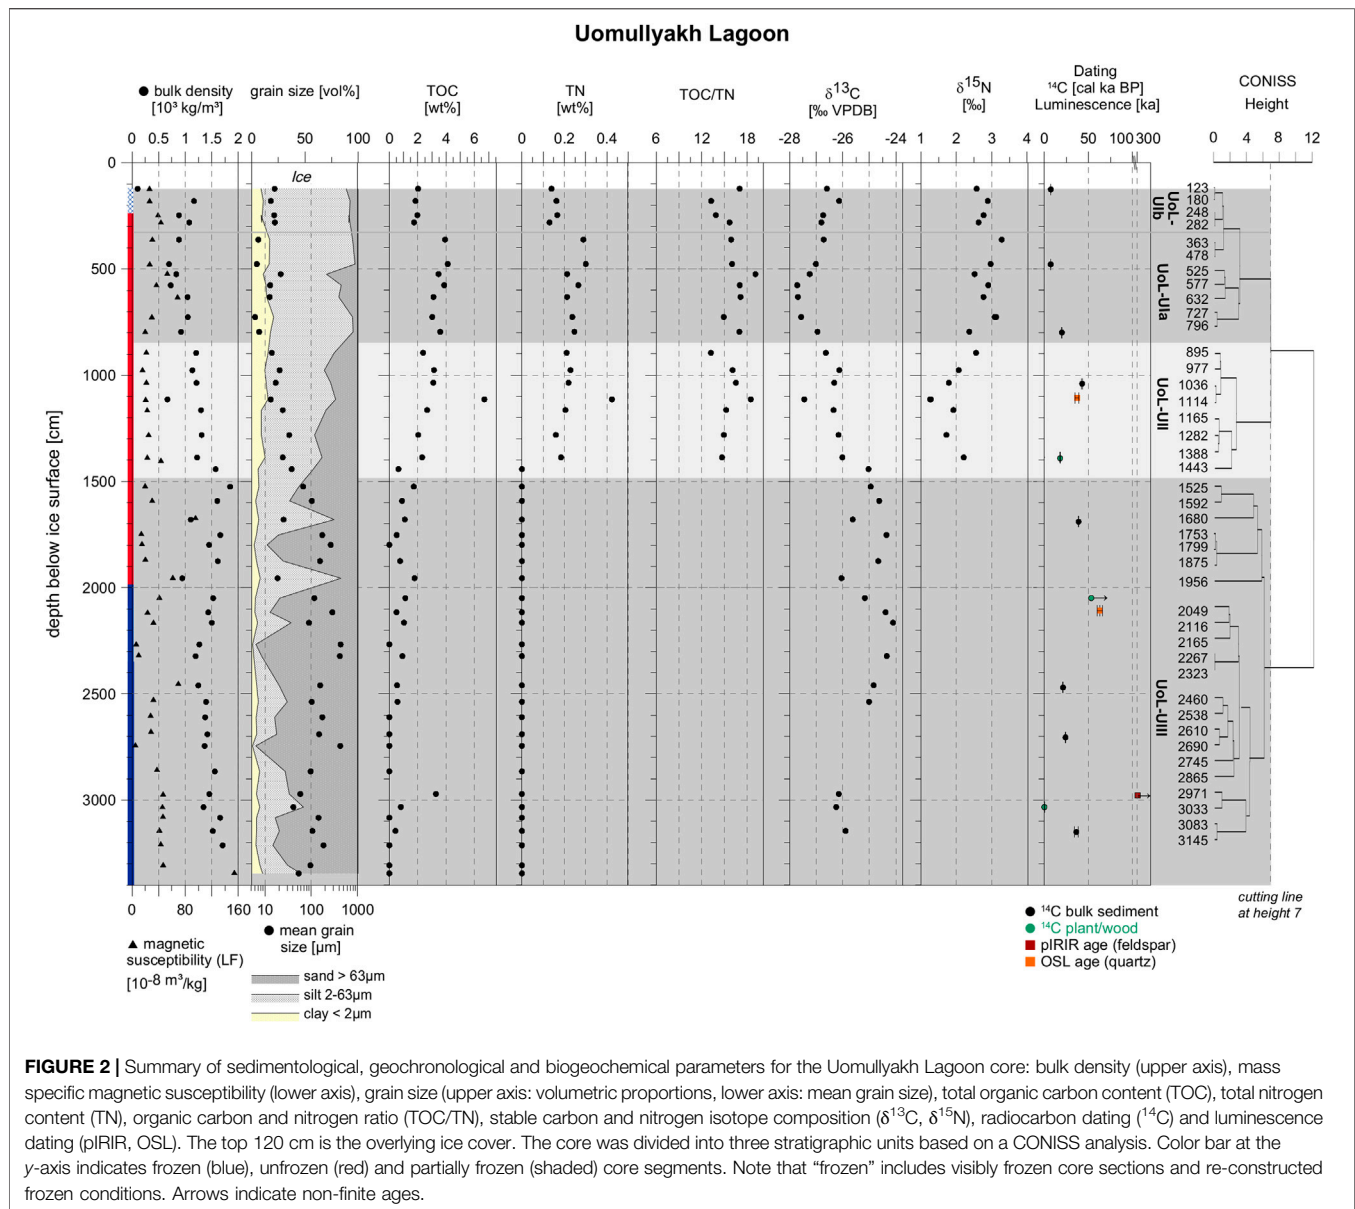 Uomullyakh Lagoon
bulk density
[10³ kg/m³]
grain size [vol%]
TOC
[wt%]
TN
[wt%]
TOC/TN
δ13C
[‰ VPDB]
δ15N
[‰]
Dating
14C [cal ka BP]
Luminescence [ka]
CONISS
Height
0 0.5 1 1.5 2
0 50 100
0 2 4 6
0 0.2 0.4
6 12 18
-28 -26 -24
1 2 3 4
0 50 100 300
0 4 8 12
Ice
depth below ice surface [cm]
0
500
1000
1500
2000
2500
3000
UoL-UIb
UoL-UIa
UoL-UII
UoL-UIII
123
180
248
282
363
478
525
577
632
727
796
895
977
1036
1114
1165
1282
1388
1443
1525
1592
1680
1753
1799
1875
1956
2049
2116
2165
2267
2323
2460
2538
2610
2690
2745
2865
2971
3033
3083
3145
0 80 160
10 100 1000
magnetic
susceptibility (LF)
[10-8 m³/kg]
mean grain
size [µm]
sand > 63µm
silt 2-63µm
clay < 2µm
14C bulk sediment
14C plant/wood
pIRIR age (feldspar)
OSL age (quartz)
cutting line
at height 7
FIGURE 2 | Summary of sedimentological, geochronological and biogeochemical parameters for the Uomullyakh Lagoon core: bulk density (upper axis), mass
specific magnetic susceptibility (lower axis), grain size (upper axis: volumetric proportions, lower axis: mean grain size), total organic carbon content (TOC), total nitrogen
content (TN), organic carbon and nitrogen ratio (TOC/TN), stable carbon and nitrogen isotope composition (δ13C, δ15N), radiocarbon dating (14C) and luminescence
dating (pIRIR, OSL). The top 120 cm is the overlying ice cover. The core was divided into three stratigraphic units based on a CONISS analysis. Color bar at the
y-axis indicates frozen (blue), unfrozen (red) and partially frozen (shaded) core segments. Note that “frozen” includes visibly frozen core sections and re-constructed
frozen conditions. Arrows indicate non-finite ages.